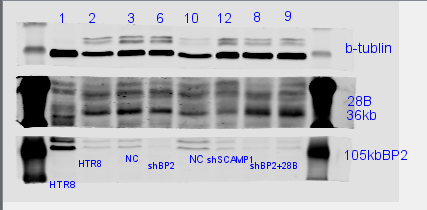 1 2 3 6 10 12 8 9
b-tublin
28B
36kb
105kbBP2
HTR8 HTR8 NC shBP2 NC shSCAMP1 shBP2+28B